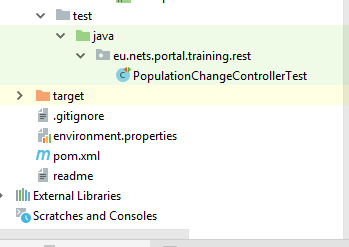 test
java
eu.nets.portal.training.rest
PopulationChangeControllerTest
target
.gitignore
environment.properties
pom.xml
readme
External Libraries
Scratches and Consoles